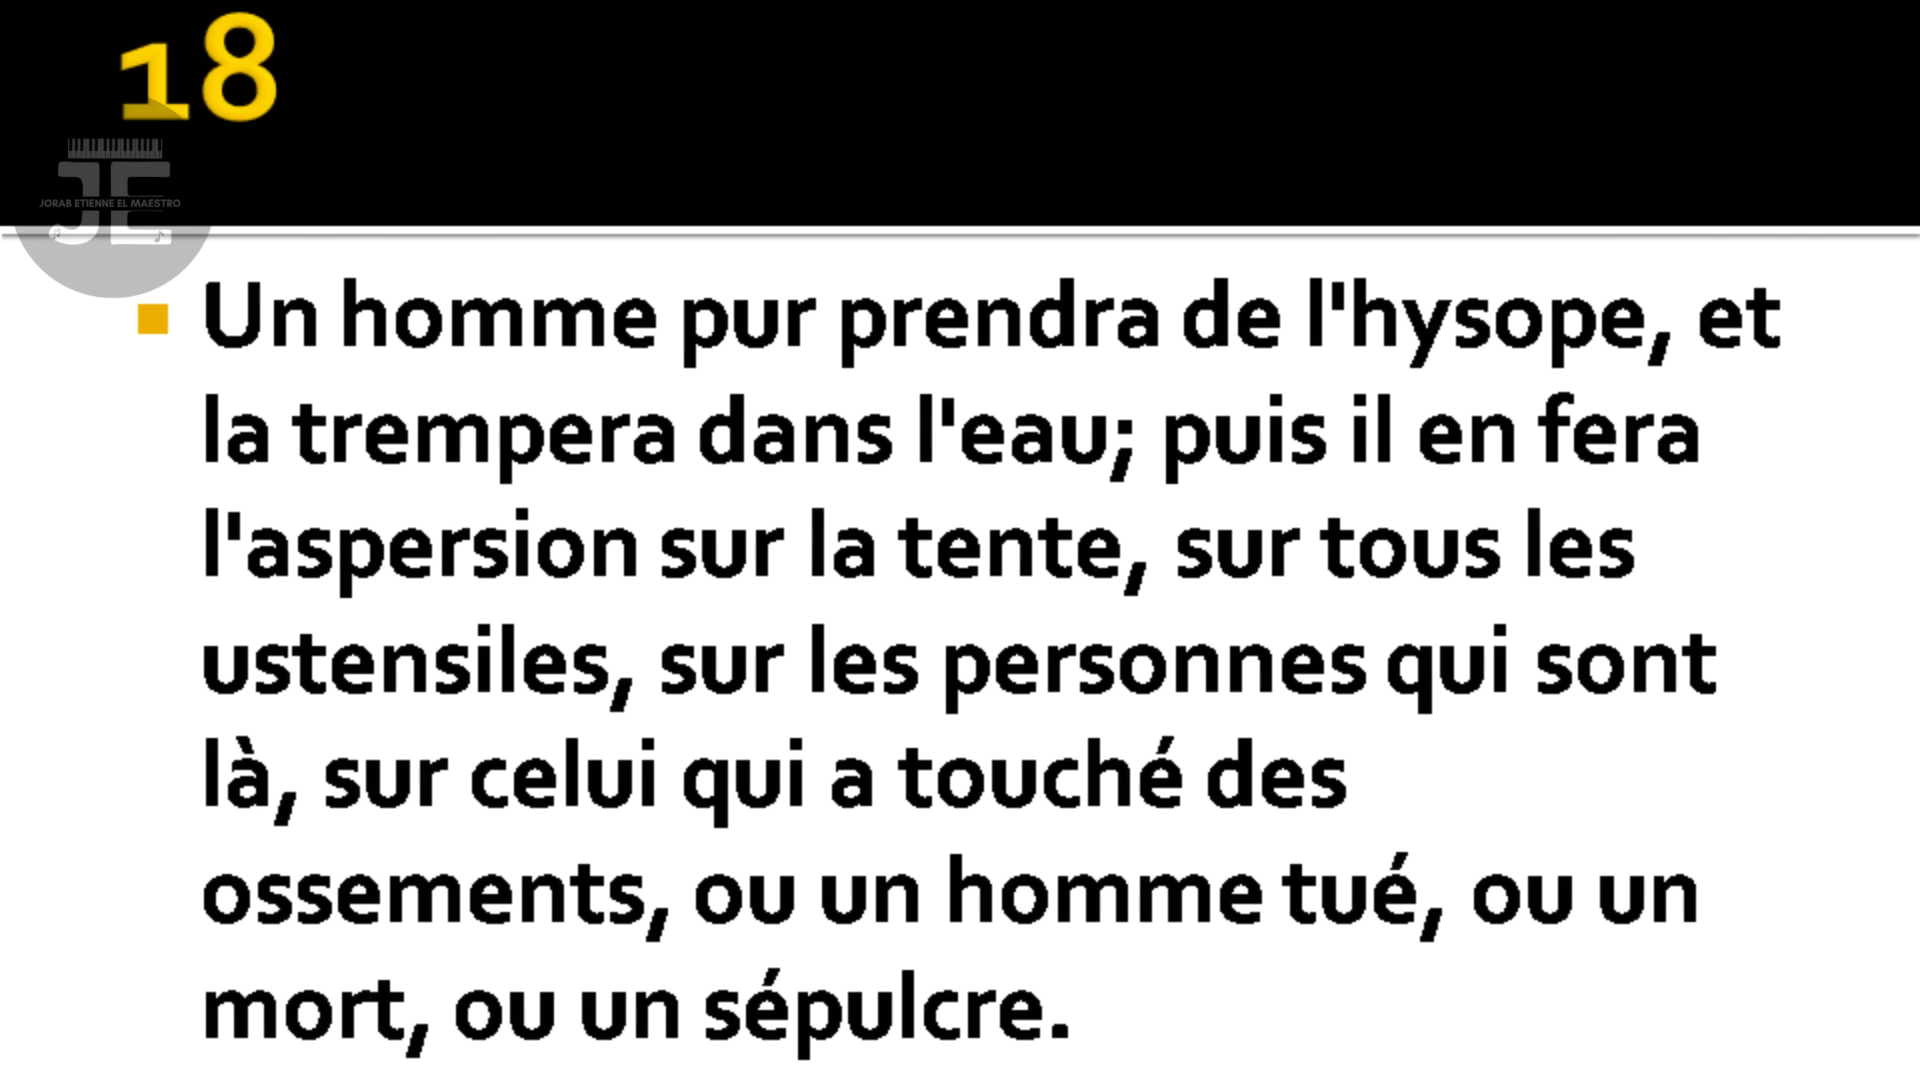 18
JORAB ETIENNE EL MAESTRO
JE
Un homme pur prendra de l'hysope, et
la trempera dans l'eau; puis il en fera
l'aspersion sur la tente, sur tous les
ustensiles, sur les personnes qui sont
là, sur celui qui a touché des
ossements, ou un homme tué, ou un
mort, ou un sépulcre.